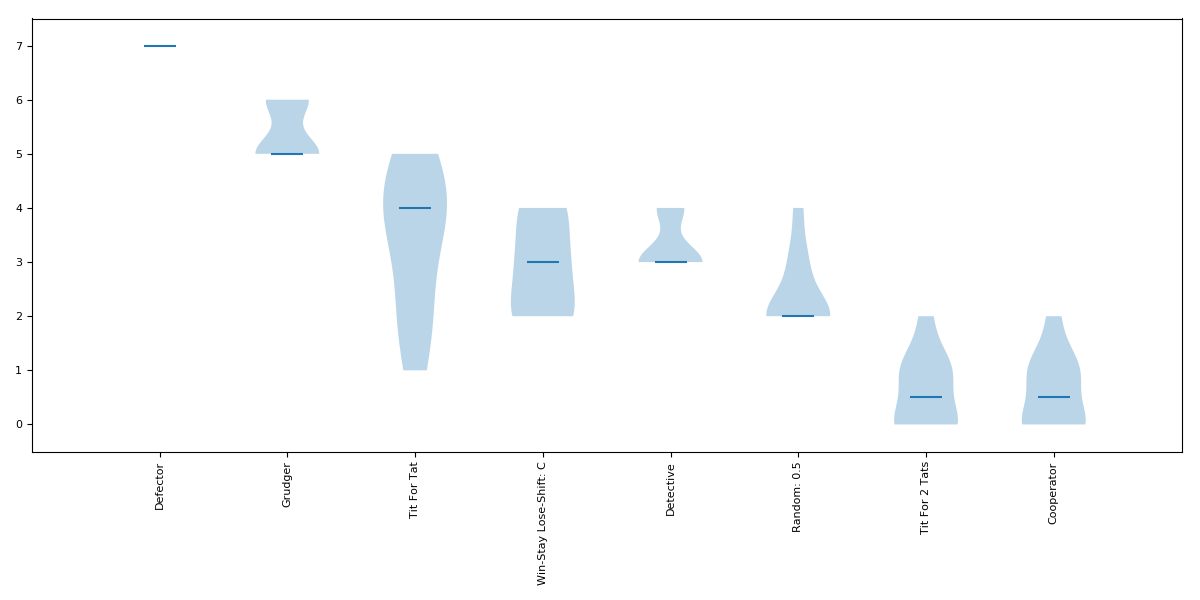 7
6
5
4
3
2
1
0
Defector
Grudger
Tit For Tat
Win-Stay Lose-Shift: C
Detective
Random: 0.5
Tit For 2 Tats
Cooperator